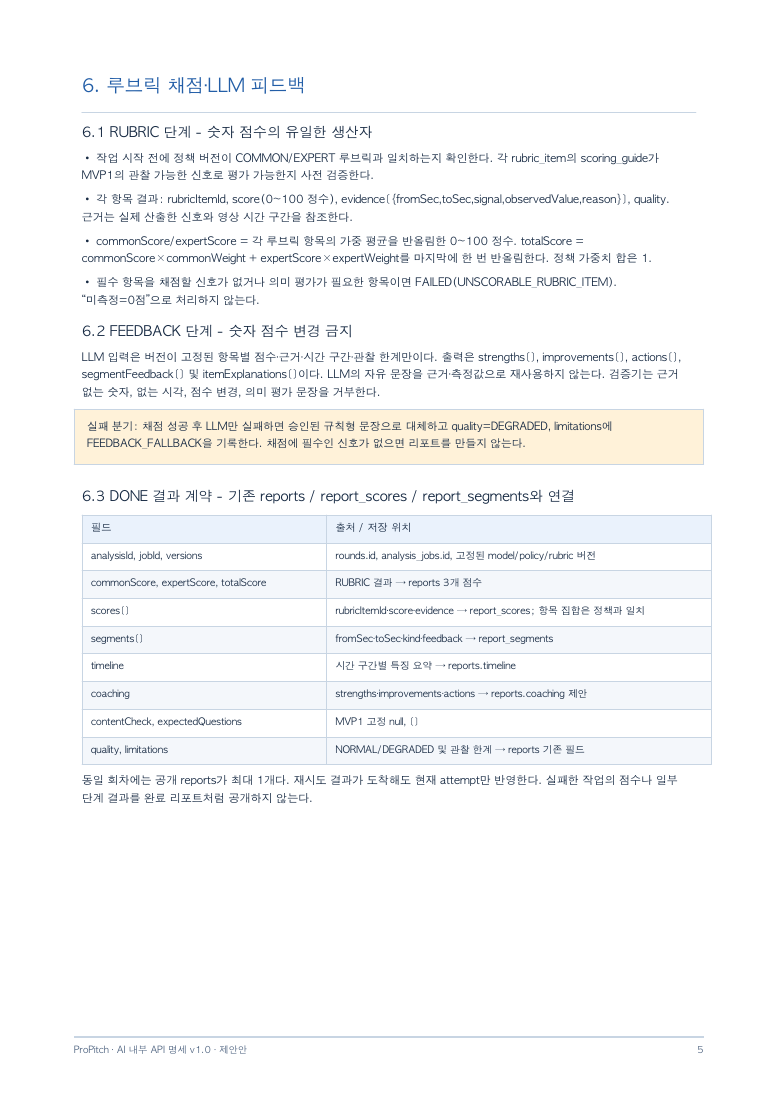 6. 루브릭 채점·LLM 피드백
6.1 RUBRIC 단계 - 숫자 점수의 유일한 생산자
• 작업 시작 전에 정책 버전이 COMMON/EXPERT 루브릭과 일치하는지 확인한다. 각 rubric_item의 scoring_guide가
MVP1의 관찰 가능한 신호로 평가 가능한지 사전 검증한다.
• 각 항목 결과: rubricItemId, score(0~100 정수), evidence[{fromSec,toSec,signal,observedValue,reason}], quality.
근거는 실제 산출한 신호와 영상 시간 구간을 참조한다.
• commonScore/expertScore = 각 루브릭 항목의 가중 평균을 반올림한 0~100 정수. totalScore =
commonScore×commonWeight + expertScore×expertWeight를 마지막에 한 번 반올림한다. 정책 가중치 합은 1.
• 필수 항목을 채점할 신호가 없거나 의미 평가가 필요한 항목이면 FAILED(UNSCORABLE_RUBRIC_ITEM).
“미측정=0점”으로 처리하지 않는다.
6.2 FEEDBACK 단계 - 숫자 점수 변경 금지
LLM 입력은 버전이 고정된 항목별 점수·근거·시간 구간·관찰 한계만이다. 출력은 strengths[], improvements[], actions[],
segmentFeedback[] 및 itemExplanations[]이다. LLM의 자유 문장을 근거·측정값으로 재사용하지 않는다. 검증기는 근거
없는 숫자, 없는 시각, 점수 변경, 의미 평가 문장을 거부한다.
실패 분기: 채점 성공 후 LLM만 실패하면 승인된 규칙형 문장으로 대체하고 quality=DEGRADED, limitations에
FEEDBACK_FALLBACK을 기록한다. 채점에 필수인 신호가 없으면 리포트를 만들지 않는다.
6.3 DONE 결과 계약 - 기존 reports / report_scores / report_segments와 연결
필드 출처 / 저장 위치
analysisId, jobId, versions rounds.id, analysis_jobs.id, 고정된 model/policy/rubric 버전
commonScore, expertScore, totalScore RUBRIC 결과 → reports 3개 점수
scores[] rubricItemId·score·evidence → report_scores; 항목 집합은 정책과 일치
segments[] fromSec·toSec·kind·feedback → report_segments
timeline 시간 구간별 특징 요약 → reports.timeline
coaching strengths·improvements·actions → reports.coaching 제안
contentCheck, expectedQuestions MVP1 고정 null, []
quality, limitations NORMAL/DEGRADED 및 관찰 한계 → reports 기존 필드
동일 회차에는 공개 reports가 최대 1개다. 재시도 결과가 도착해도 현재 attempt만 반영한다. 실패한 작업의 점수나 일부
단계 결과를 완료 리포트처럼 공개하지 않는다.
ProPitch · AI 내부 API 명세 v1.0 · 제안안 5